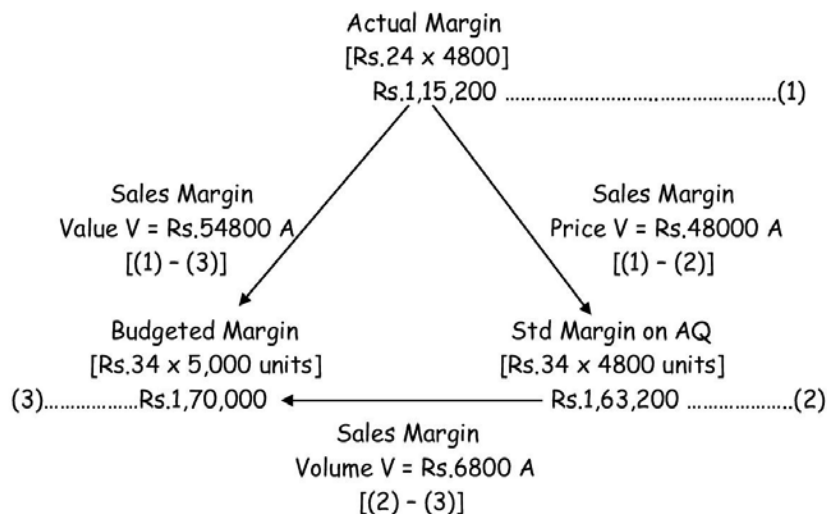 Actual Margin
[Rs.24 x 4800]
Rs.1,15,200 ............................................(1)
Sales Margin
Value V = Rs.54800 A
[(1) – (3)]
Sales Margin
Price V = Rs.48000 A
[(1) – (2)]
Budgeted Margin
[Rs.34 x 5,000 units]
(3)................Rs.1,70,000
Std Margin on AQ
[Rs.34 x 4800 units]
Rs.1,63,200 ..................(2)
Sales Margin
Volume V = Rs.6800 A
[(2) – (3)]